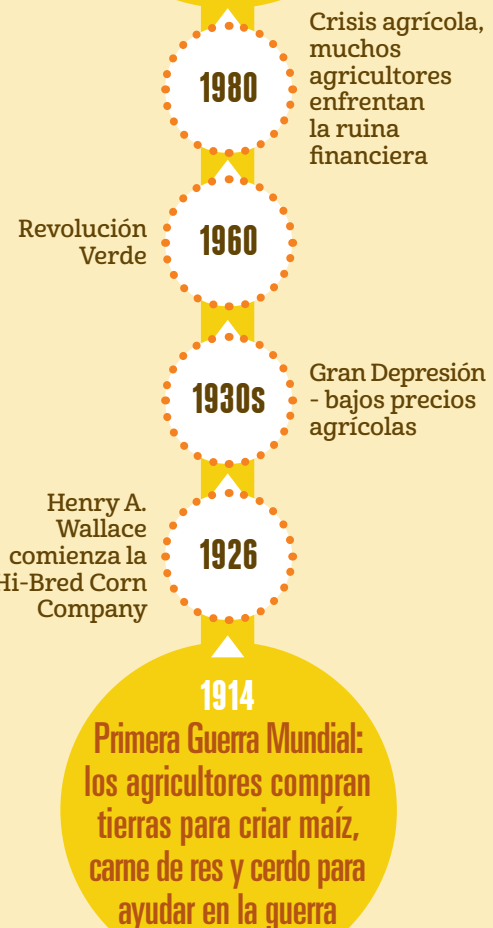 Crisis agrícola,
muchos
agricultores
enfrentan
la ruina
financiera
1980
Revolución
Verde
1960
1930s
Gran Depresión
- bajos precios
agrícolas
Henry A.
Wallace
comienza la
Hi-Bred Corn
Company
1926
1914
Primera Guerra Mundial:
los agricultores compran
tierras para criar maíz,
carne de res y cerdo para
ayudar en la guerra